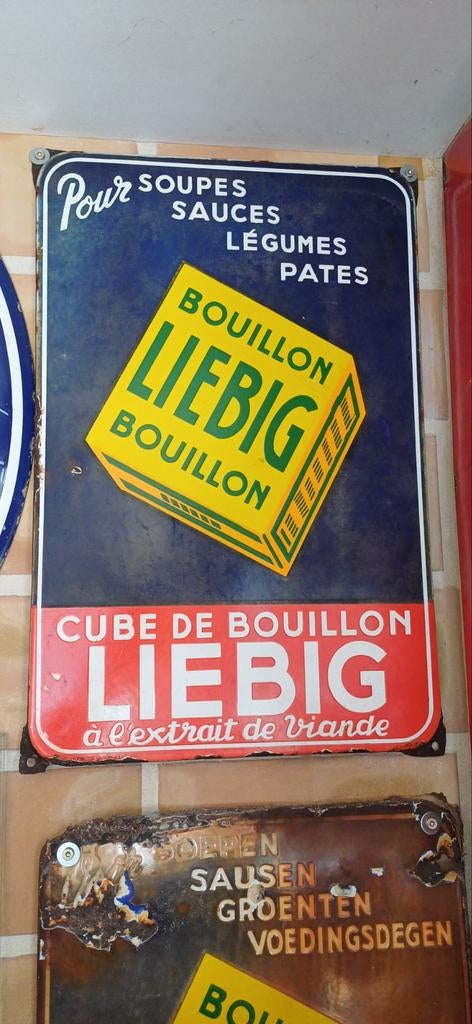 Pour SOUPES
SAUCES
LÉGUMES
PATES
BOUILLON
LIEBIG
BOUILLON
CUBE DE BOUILLON
LIEBIG
à l'extrait de Viande
SOEPEN
SAUSEN
GROENTEN
VOEDINGSDEGEN